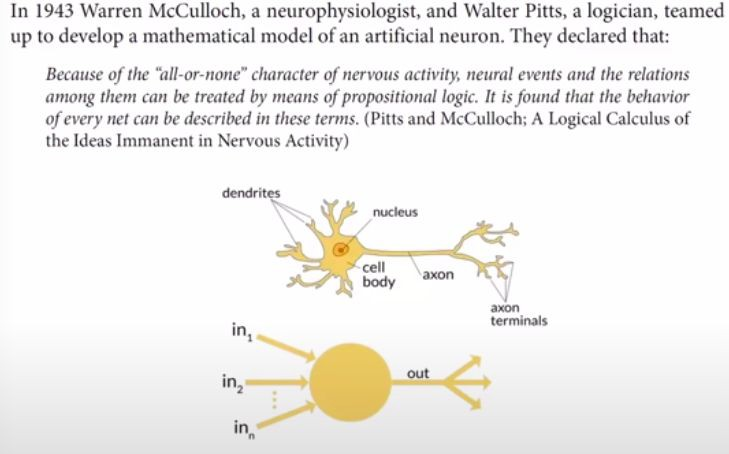 In 1943 Warren McCulloch, a neurophysiologist, and Walter Pitts, a logician, teamed
up to develop a mathematical model of an artificial neuron. They declared that:
Because of the “all-or-none” character of nervous activity, neural events and the relations
among them can be treated by means of propositional logic. It is found that the behavior
of every net can be described in these terms. (Pitts and McCulloch; A Logical Calculus of
the Ideas Immanent in Nervous Activity)
dendrites
nucleus
cell
body
axon
axon
terminals
in₁
in₂
inₙ
out